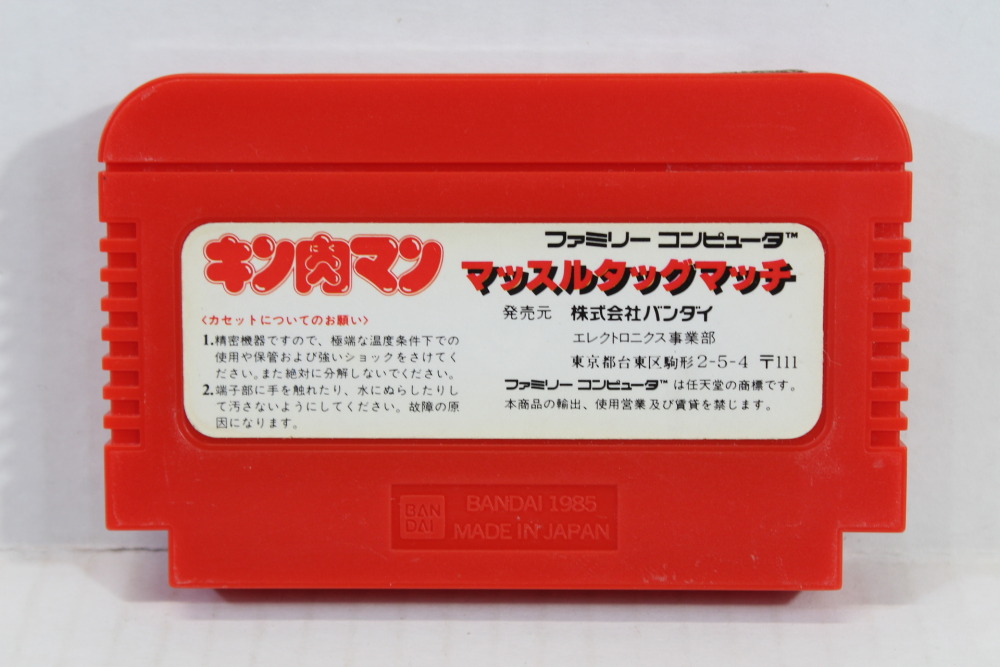 キン肉マン
にく
〈カセットについてのお願い〉
1.精密機器ですので、極端な温度条件下での
使用や保管および強いショックをさけてく
ださい。また絶対に分解しないでください。
2.端子部に手を触れたり、水にぬらしたりし
て汚さないようにしてください。故障の原
因になります。
ファミリー コンピュータ™
マッスルタッグマッチ
発売元 株式会社バンダイ
エレクトロニクス事業部
東京都台東区駒形2-5-4 〒111
ファミリー コンピュータ™ は任天堂の商標です。
本商品の輸出、使用営業及び賃貸を禁じます。
BAN
DAI
BANDAI 1985
MADE IN JAPAN